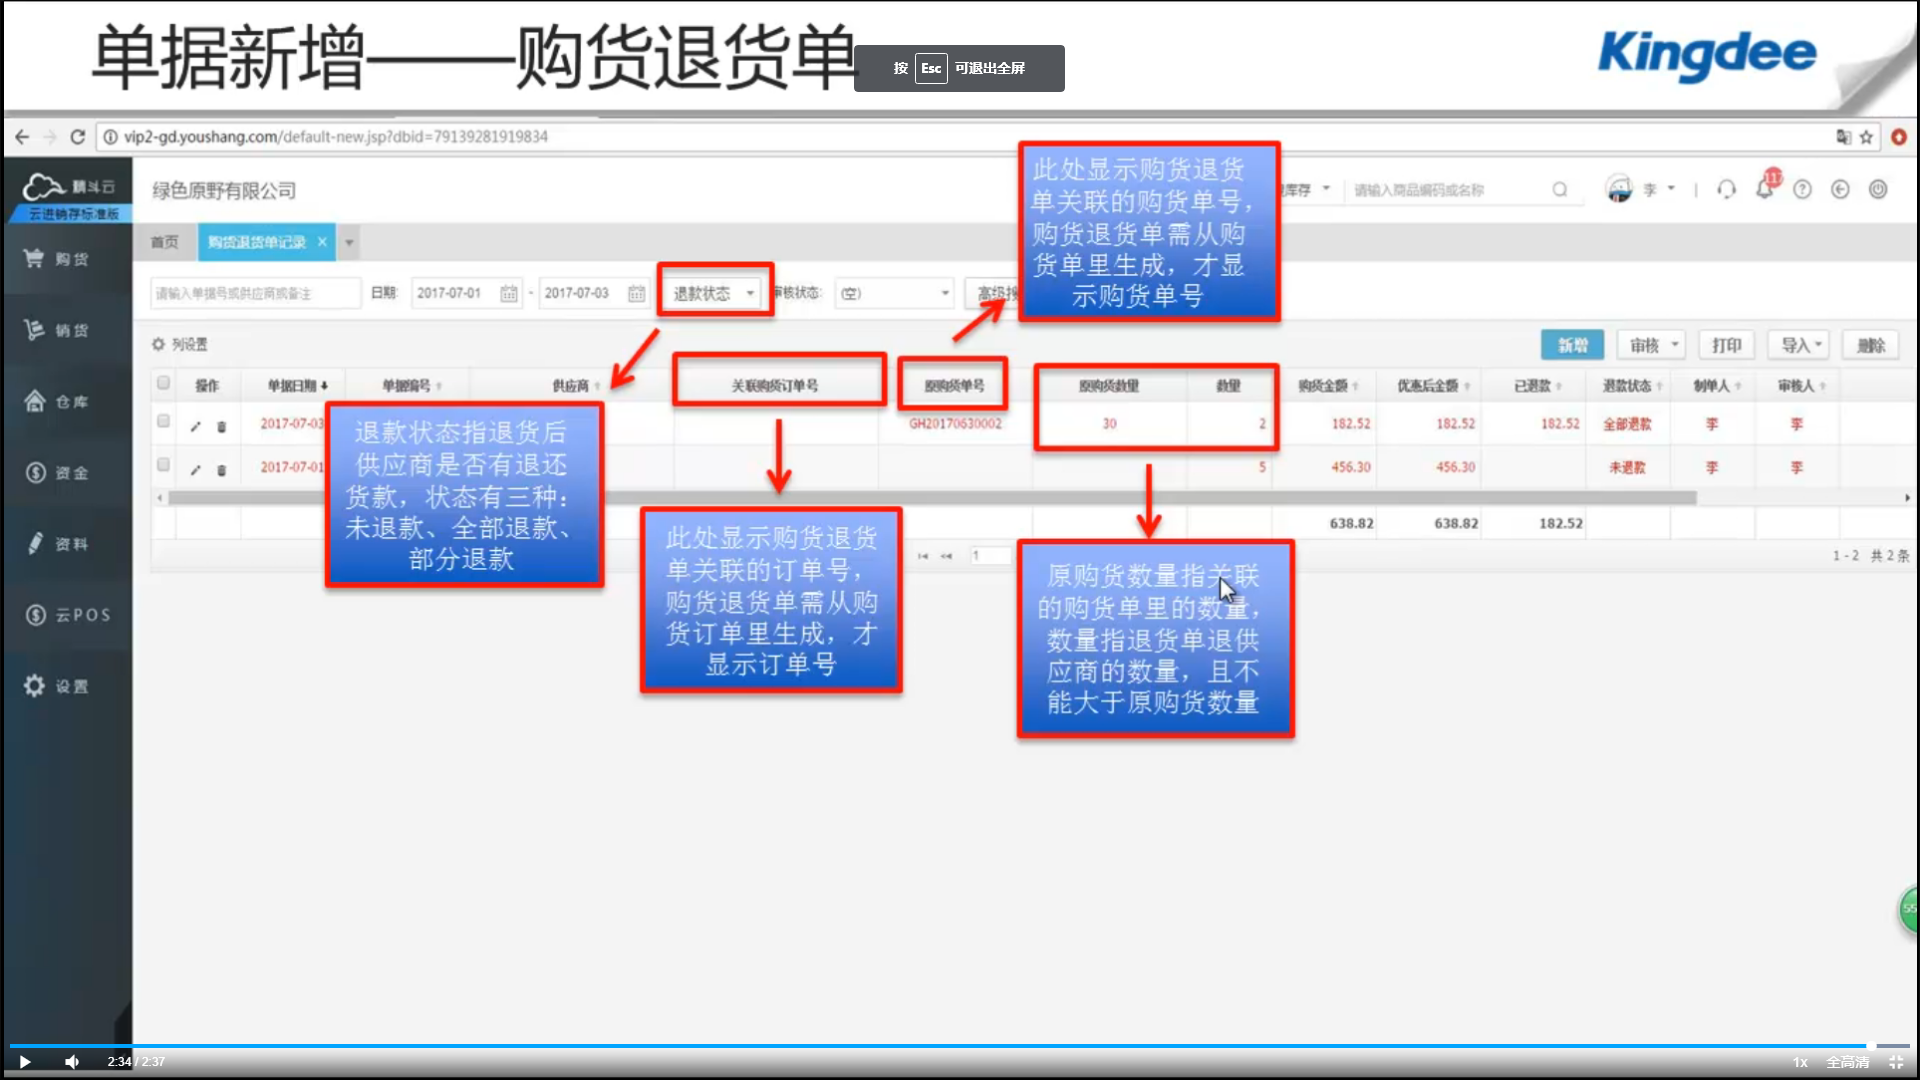 单据新增——购货退货单
按 Esc 可退出全屏
Kingdee
vip2-gd.youshang.com/default-new.jsp?dbid=79139281919834
精斗云
云进销存标准版
绿色原野有限公司
库存
请输入商品编码或名称
李
11
购货
销货
仓库
资金
资料
云POS
设置
首页
购货退货单记录
请输入单据号或供应商或备注
日期:
2017-07-01 - 2017-07-03
退款状态
审核状态:
(空)
高级搜
此处显示购货退货
单关联的购货单号，
购货退货单需从购
货单里生成，才显
示购货单号
列设置
新增
审核
打印
导入
删除
操作 单据日期 单据编号 供应商 关联购货订单号 原购货单号 原购货数量 数量 购货金额 优惠后金额 已退款 退款状态 制单人 审核人
2017-07-03 GH20170630002 30 2 182.52 182.52 182.52 全部退款 李 李
2017-07-01 5 456.30 456.30 未退款 李 李
638.82 638.82 182.52
1
1 - 2 共 2 条
退款状态指退货后
供应商是否有退还
货款，状态有三种：
未退款、全部退款、
部分退款
此处显示购货退货
单关联的订单号，
购货退货单需从购
货订单里生成，才
显示订单号
原购货数量指关联
的购货单里的数量，
数量指退货单退供
应商的数量，且不
能大于原购货数量
55
2:34 / 2:37
1x
全高清